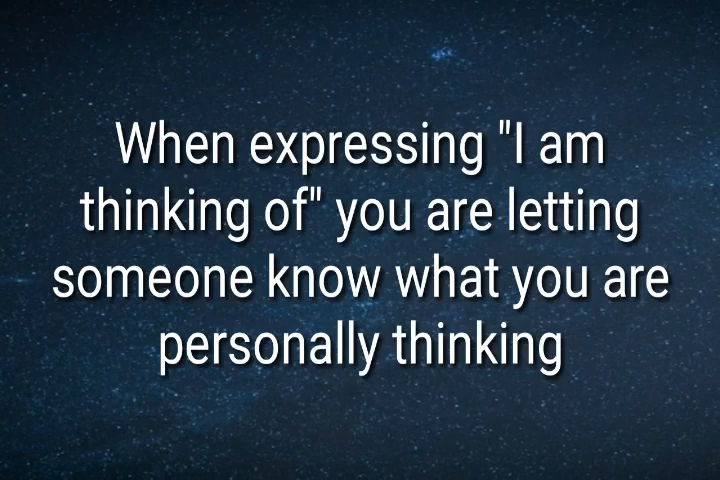 When expressing "I am
thinking of" you are letting
someone know what you are
personally thinking